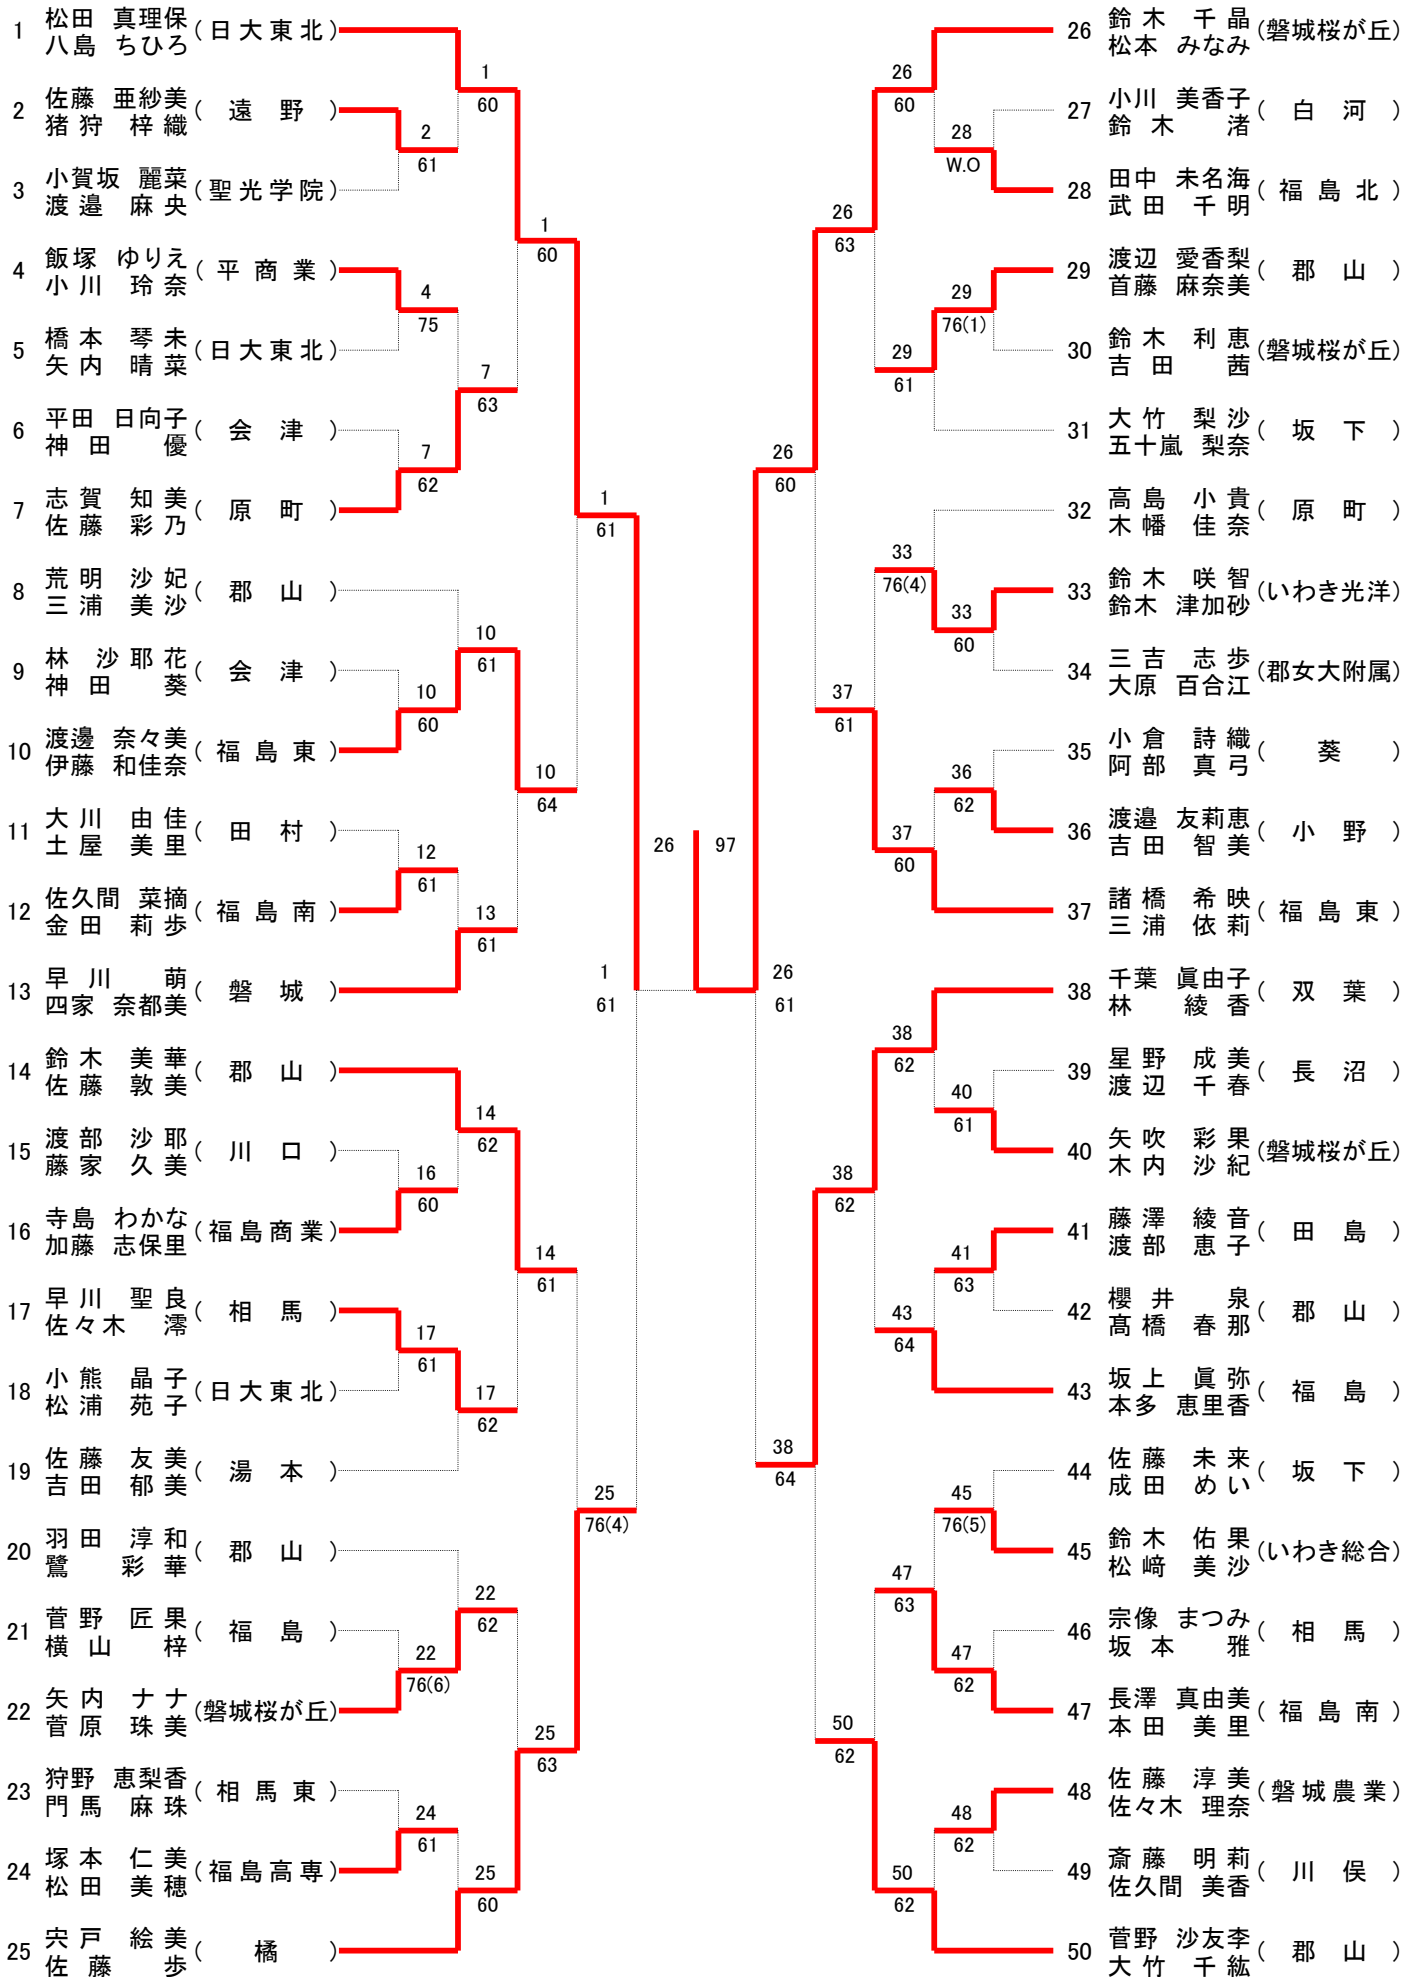 1 松田 真理保 八島 ちひろ (日大東北)
2 佐藤 亜紗美 猪狩 梓織 (遠野)
3 小賀坂 麗菜 渡邉 麻央 (聖光学院)
4 飯塚 ゆりえ 小川 玲奈 (平商業)
5 橋本 琴未 矢内 晴菜 (日大東北)
6 平田 日向子 神田 優 (会津)
7 志賀 知美 佐藤 彩乃 (原町)
8 荒明 沙妃 三浦 美沙 (郡山)
9 林 沙耶花 神田 葵 (会津)
10 渡邊 奈々美 伊藤 和佳奈 (福島東)
11 大川 由佳 土屋 美里 (田村)
12 佐久間 菜摘 金田 莉歩 (福島南)
13 早川 萌 四家 奈都美 (磐城)
14 鈴木 美華 佐藤 敦美 (郡山)
15 渡部 沙耶 藤家 久美 (川口)
16 寺島 わかな 加藤 志保里 (福島商業)
17 早川 聖良 佐々木 澪 (相馬)
18 小熊 晶子 松浦 苑子 (日大東北)
19 佐藤 友美 吉田 郁美 (湯本)
20 羽田 淳和 鷺 彩華 (郡山)
21 菅野 匠果 横山 梓 (福島)
22 矢内 ナナ 菅原 珠美 (磐城桜が丘)
23 狩野 恵梨香 門馬 麻珠 (相馬東)
24 塚本 仁美 松田 美穂 (福島高専)
25 宍戸 絵美 佐藤 歩 (橘)
2 61
4 75
7 62
10 60
12 61
16 60
17 61
22 76(6)
24 61
1 60
7 63
10 61
13 61
14 62
17 62
22 62
25 60
1 60
10 64
14 61
25 63
1 61
25 76(4)
1 61
26 97
26 61
26 60
38 64
26 63
37 61
38 62
50 62
26 60
29 61
33 76(4)
37 60
38 62
43 64
47 63
50 62
28 W.O
29 76(1)
33 60
36 62
40 61
41 63
45 76(5)
47 62
48 62
26 鈴木 千晶 松本 みなみ (磐城桜が丘)
27 小川 美香子 鈴木 渚 (白河)
28 田中 未名海 武田 千明 (福島北)
29 渡辺 愛香梨 首藤 麻奈美 (郡山)
30 鈴木 利恵 吉田 茜 (磐城桜が丘)
31 大竹 梨沙 五十嵐 梨奈 (坂下)
32 高島 小貴 木幡 佳奈 (原町)
33 鈴木 咲智 鈴木 津加砂 (いわき光洋)
34 三吉 志歩 大原 百合江 (郡女大附属)
35 小倉 詩織 阿部 真弓 (葵)
36 渡邉 友莉恵 吉田 智美 (小野)
37 諸橋 希映 三浦 依莉 (福島東)
38 千葉 眞由子 林 綾香 (双葉)
39 星野 成美 渡辺 千春 (長沼)
40 矢吹 彩果 木内 沙紀 (磐城桜が丘)
41 藤澤 綾音 渡部 恵子 (田島)
42 櫻井 泉 髙橋 春那 (郡山)
43 坂上 眞弥 本多 恵里香 (福島)
44 佐藤 未来 成田 めい (坂下)
45 鈴木 佑果 松﨑 美沙 (いわき総合)
46 宗像 まつみ 坂本 雅 (相馬)
47 長澤 真由美 本田 美里 (福島南)
48 佐藤 淳美 佐々木 理奈 (磐城農業)
49 斎藤 明莉 佐久間 美香 (川俣)
50 菅野 沙友李 大竹 千紘 (郡山)